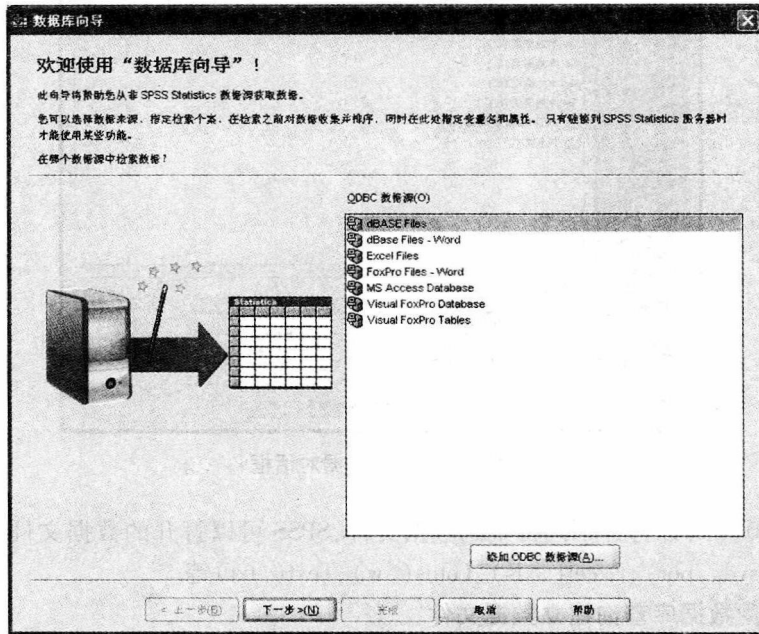 数据库向导
欢迎使用“数据库向导”！
此向导将帮助您从非 SPSS Statistics 数据源获取数据。
您可以选择数据来源、指定检索个案、在检索之前对数据收集并排序、同时在此处指定变量名和属性。 只有链接到 SPSS Statistics 服务器时
才能使用某些功能。
在哪个数据源中检索数据？
ODBC 数据源(O)
dBASE Files
dBase Files - Word
Excel Files
FoxPro Files - Word
MS Access Database
Visual FoxPro Database
Visual FoxPro Tables
Statistics
添加 ODBC 数据源(A)...
< 上一步(B)
下一步 >(N)
完成
取消
帮助